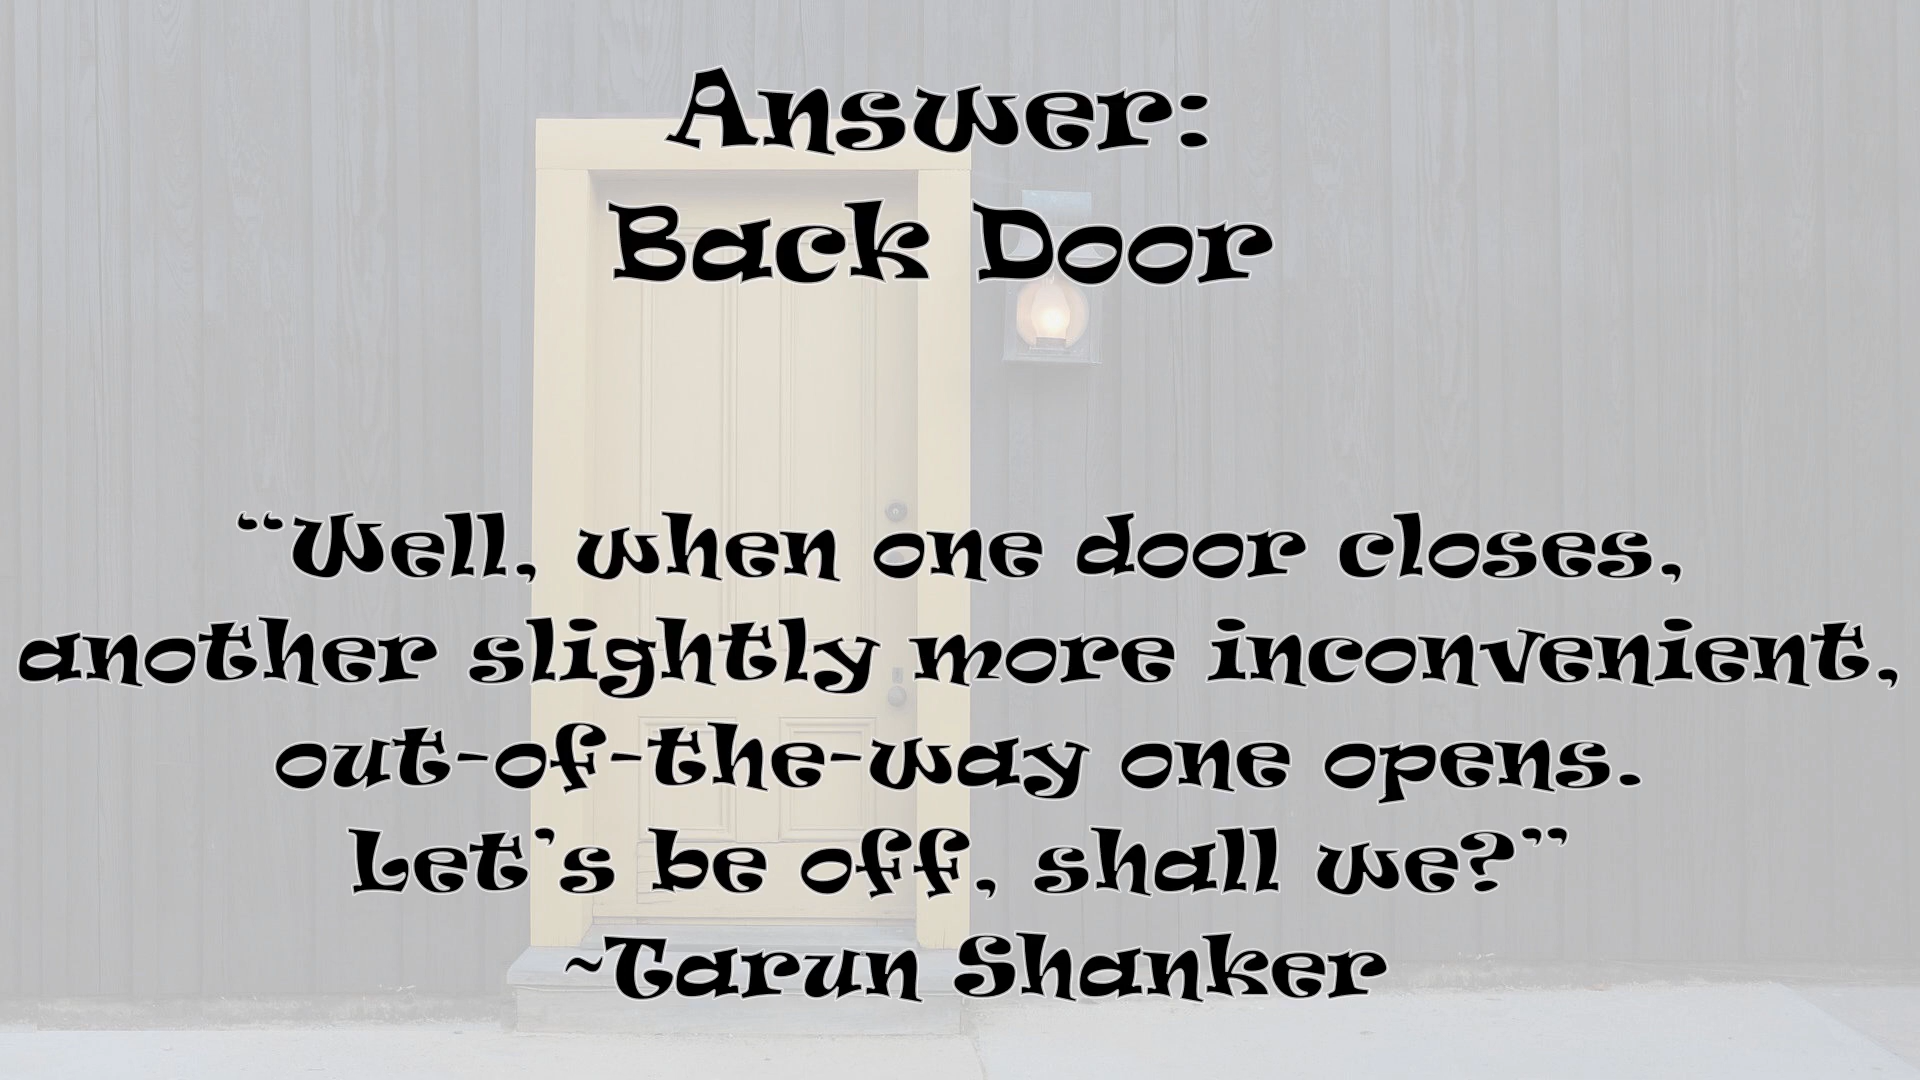 Answer:
Back Door
“Well, when one door closes,
another slightly more inconvenient,
out-of-the-way one opens.
Let’s be off, shall we?”
~Tarun Shanker